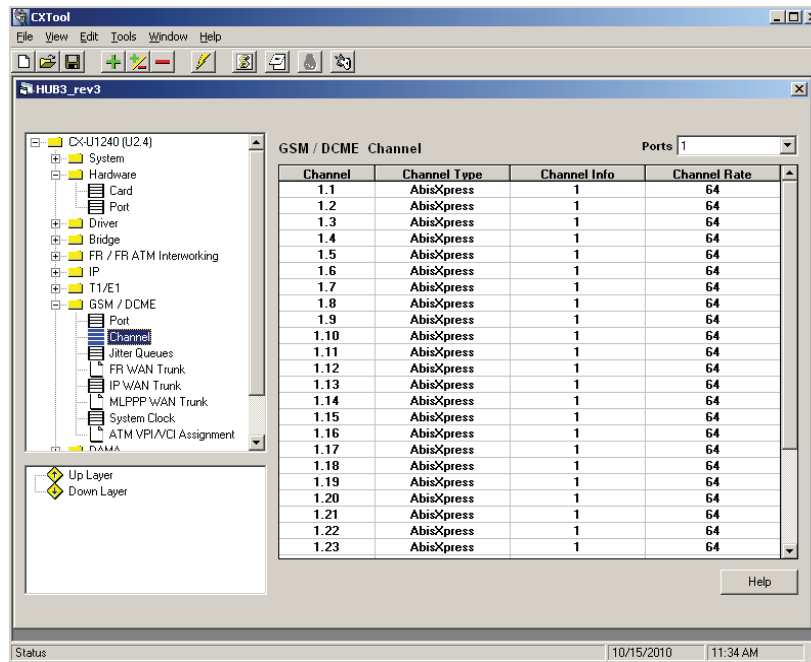 CXTool
File View Edit Tools Window Help
HUB3_rev3
CX-U1240 (U2.4)
System
Hardware
Card
Port
Driver
Bridge
FR / FR ATM Interworking
IP
T1/E1
GSM / DCME
Port
Channel
Jitter Queues
FR WAN Trunk
IP WAN Trunk
MLPPP WAN Trunk
System Clock
ATM VPI/VCI Assignment
DAMA
Up Layer
Down Layer
GSM / DCME Channel Ports 1
Channel Channel Type Channel Info Channel Rate
1.1 AbisXpress 1 64
1.2 AbisXpress 1 64
1.3 AbisXpress 1 64
1.4 AbisXpress 1 64
1.5 AbisXpress 1 64
1.6 AbisXpress 1 64
1.7 AbisXpress 1 64
1.8 AbisXpress 1 64
1.9 AbisXpress 1 64
1.10 AbisXpress 1 64
1.11 AbisXpress 1 64
1.12 AbisXpress 1 64
1.13 AbisXpress 1 64
1.14 AbisXpress 1 64
1.15 AbisXpress 1 64
1.16 AbisXpress 1 64
1.17 AbisXpress 1 64
1.18 AbisXpress 1 64
1.19 AbisXpress 1 64
1.20 AbisXpress 1 64
1.21 AbisXpress 1 64
1.22 AbisXpress 1 64
1.23 AbisXpress 1 64
Help
Status 10/15/2010 11:34 AM